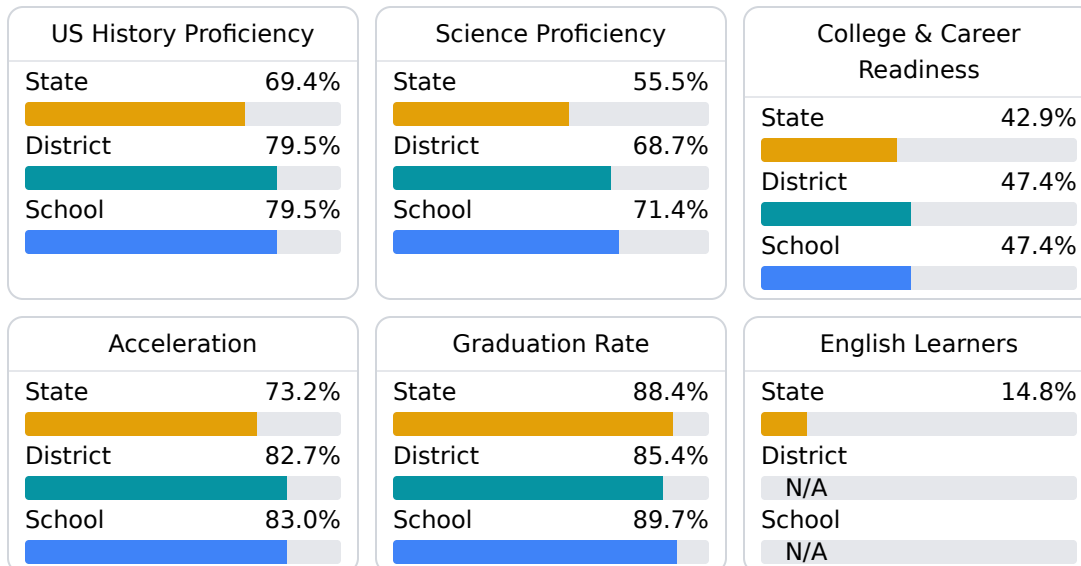 US History Proficiency
State 69.4%
District 79.5%
School 79.5%
Science Proficiency
State 55.5%
District 68.7%
School 71.4%
College & Career
Readiness
State 42.9%
District 47.4%
School 47.4%
Acceleration
State 73.2%
District 82.7%
School 83.0%
Graduation Rate
State 88.4%
District 85.4%
School 89.7%
English Learners
State 14.8%
District
N/A
School
N/A